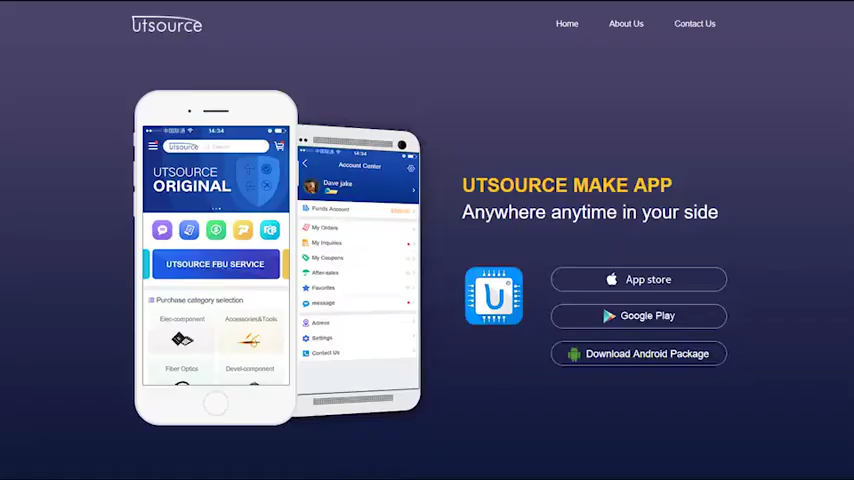 utsource
Home
About Us
Contact Us
14:34
utsource
UTSOURCE
ORIGINAL
UTSOURCE FBU SERVICE
Purchase category selection
Elec-component
Accessories&Tools
Fiber Optics
Devel-component
14:34
Account Center
Dave jake
Funds Account
My Orders
My Inquiries
My Coupons
After-sales
Favorites
message
Settings
Contact Us
UTSOURCE MAKE APP
Anywhere anytime in your side
U
App store
Google Play
Download Android Package